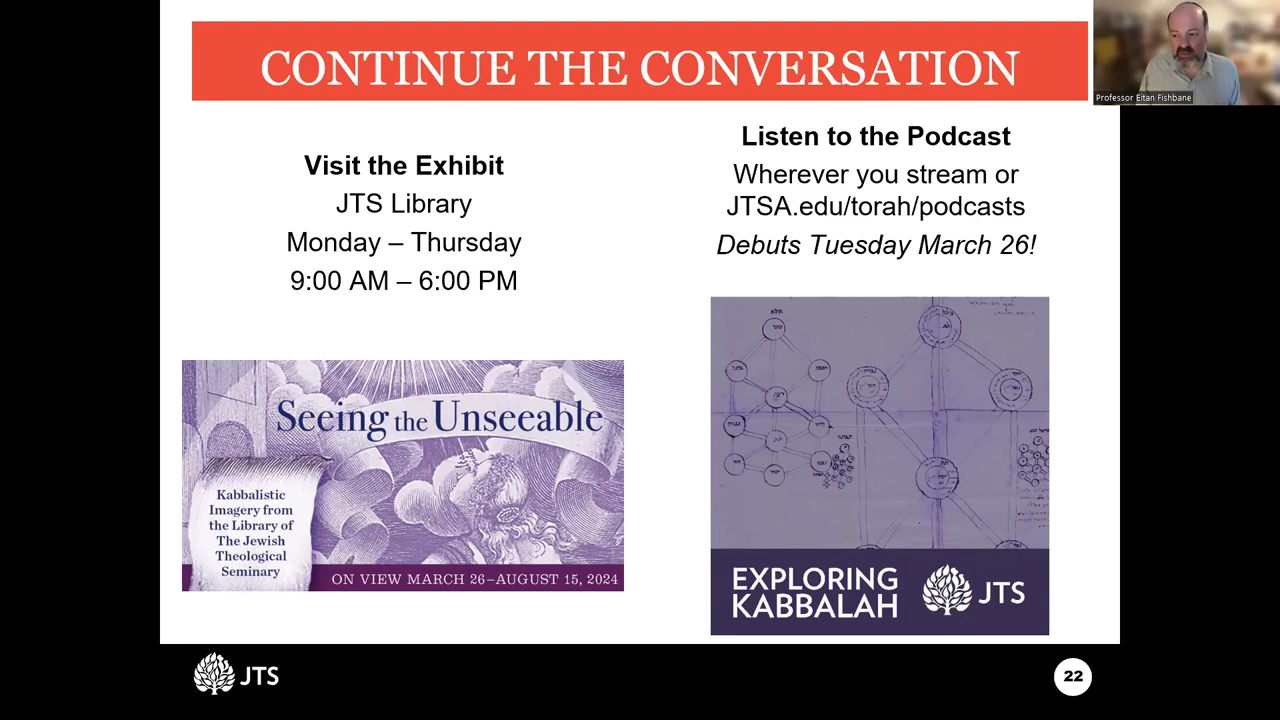 CONTINUE THE CONVERSATION
Professor Eitan Fishbane
Visit the Exhibit
JTS Library
Monday – Thursday
9:00 AM – 6:00 PM
Seeing the Unseeable
Kabbalistic
Imagery from
the Library of
The Jewish
Theological
Seminary
ON VIEW MARCH 26–AUGUST 15, 2024
Listen to the Podcast
Wherever you stream or
JTSA.edu/torah/podcasts
Debuts Tuesday March 26!
EXPLORING
KABBALAH
JTS
JTS
22